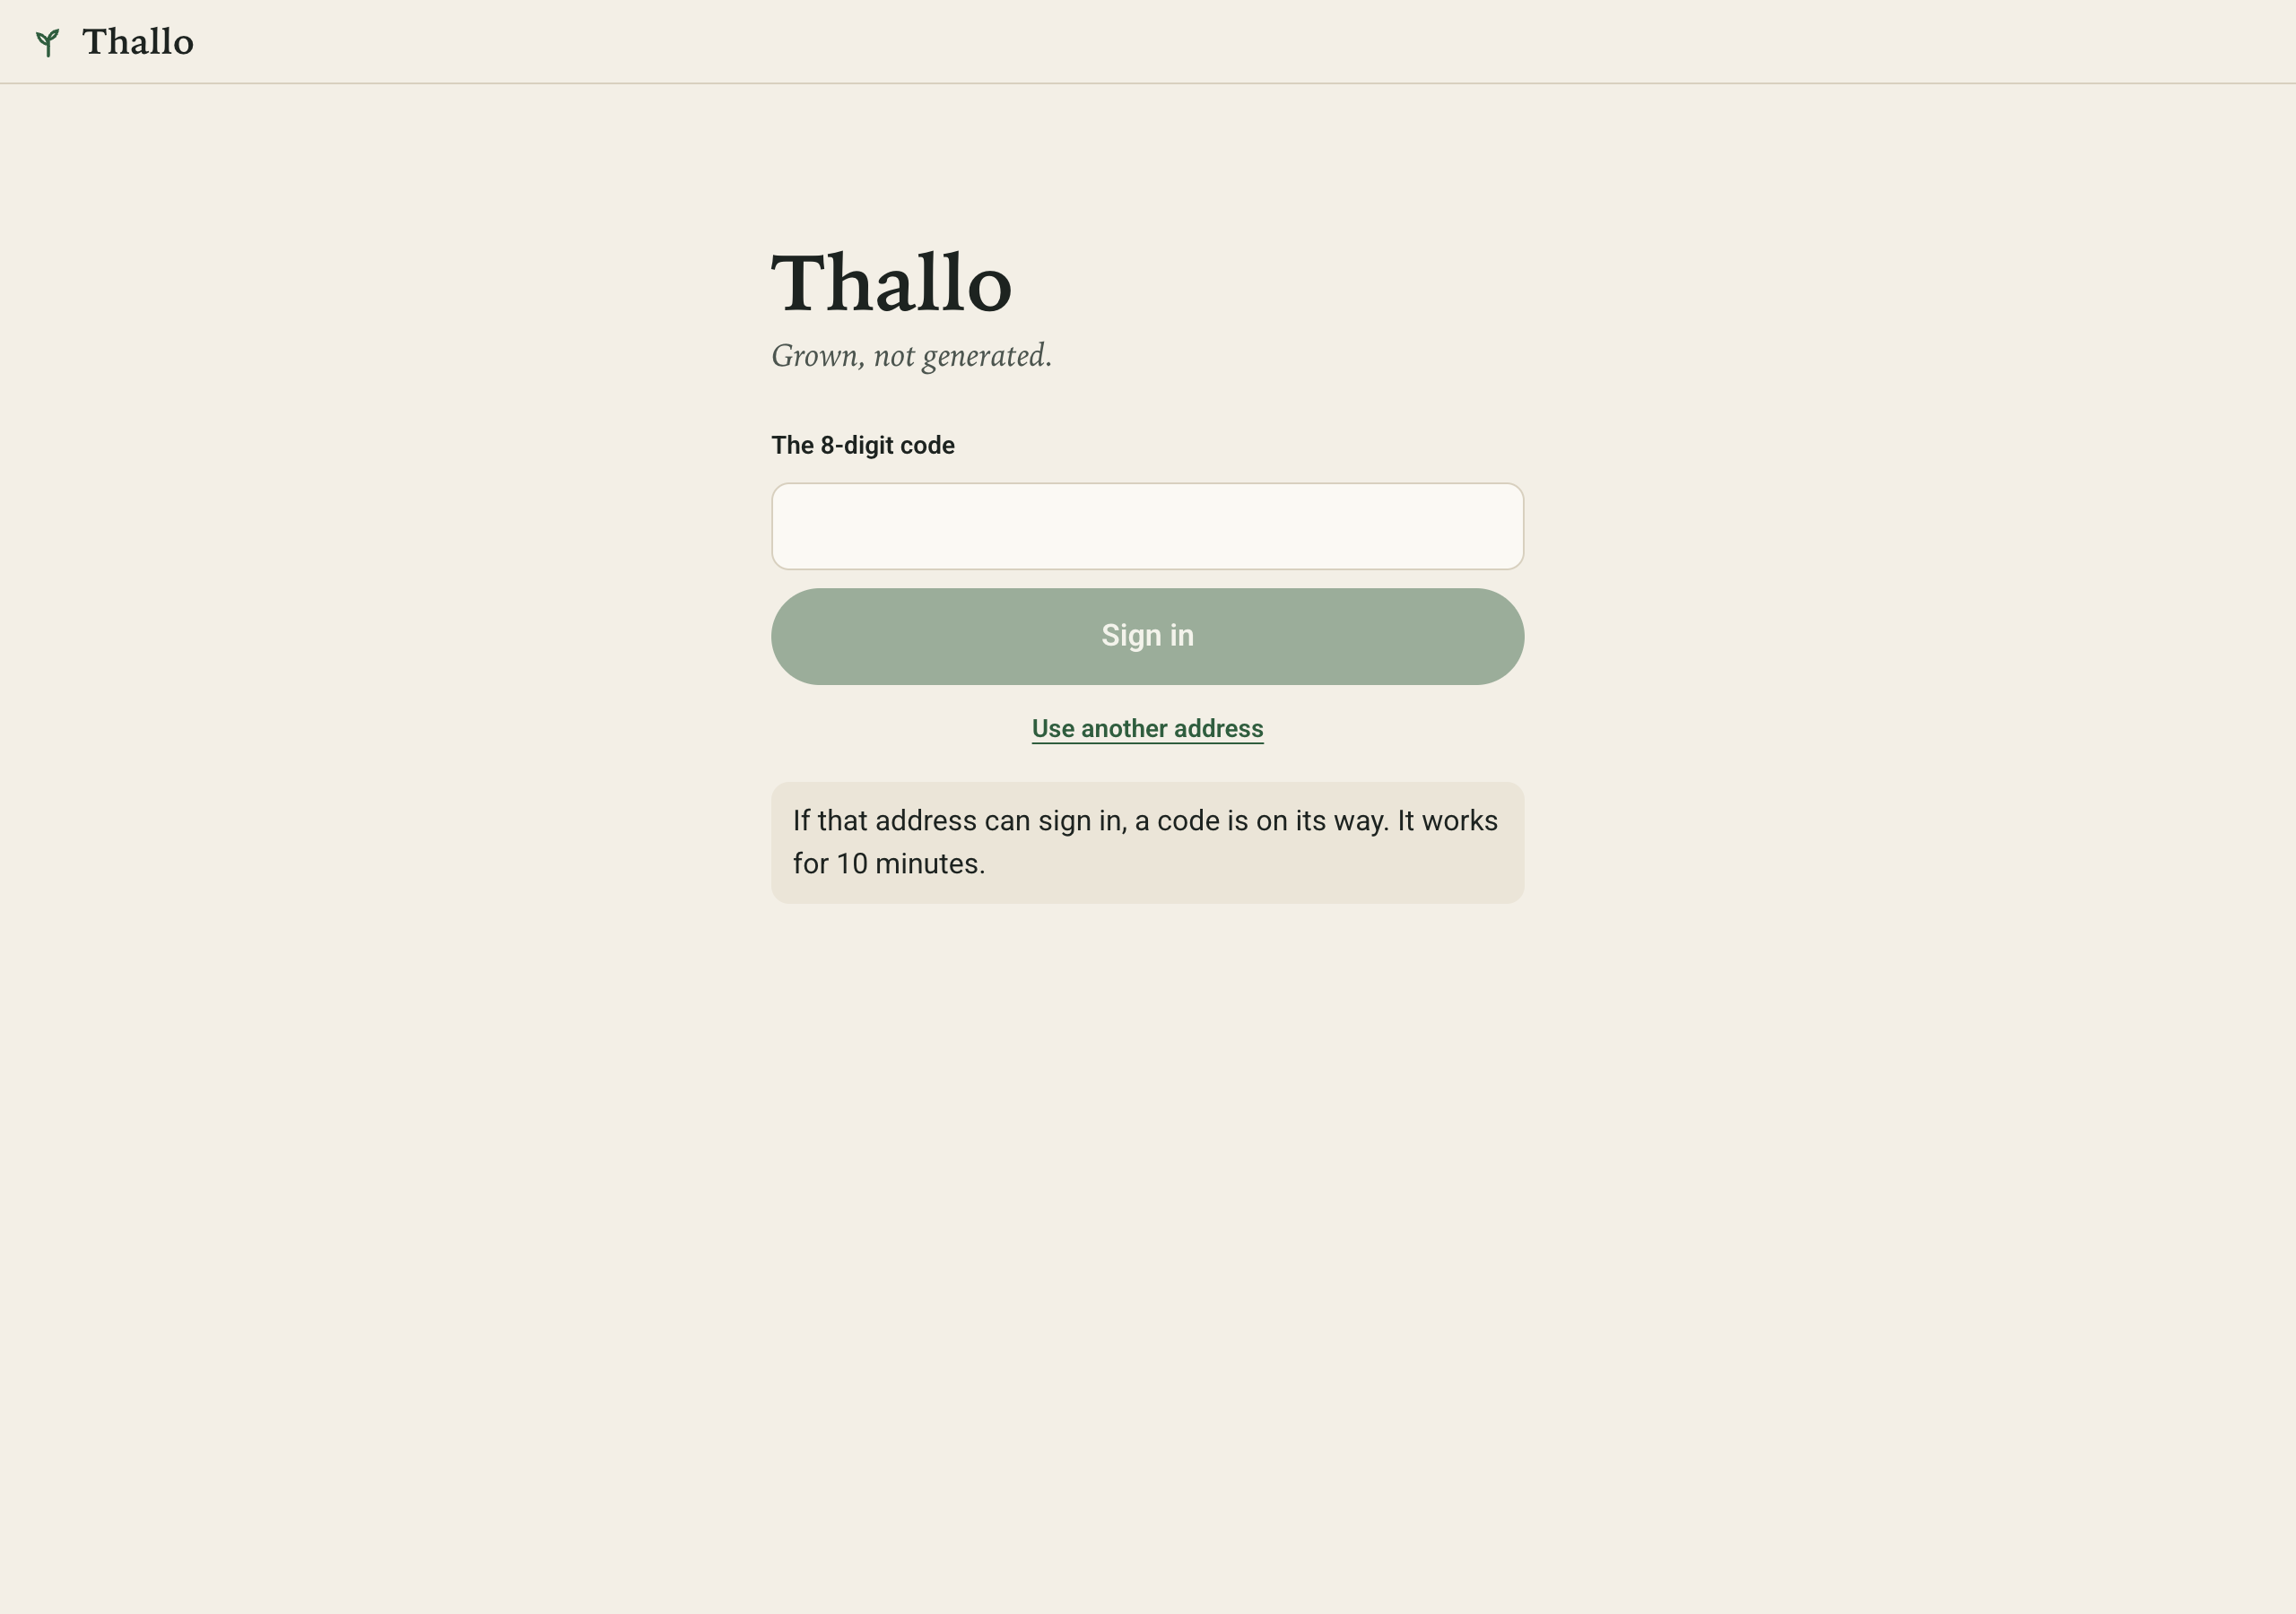 Thallo
Thallo
Grown, not generated.
The 8-digit code
Sign in
Use another address
If that address can sign in, a code is on its way. It works
for 10 minutes.